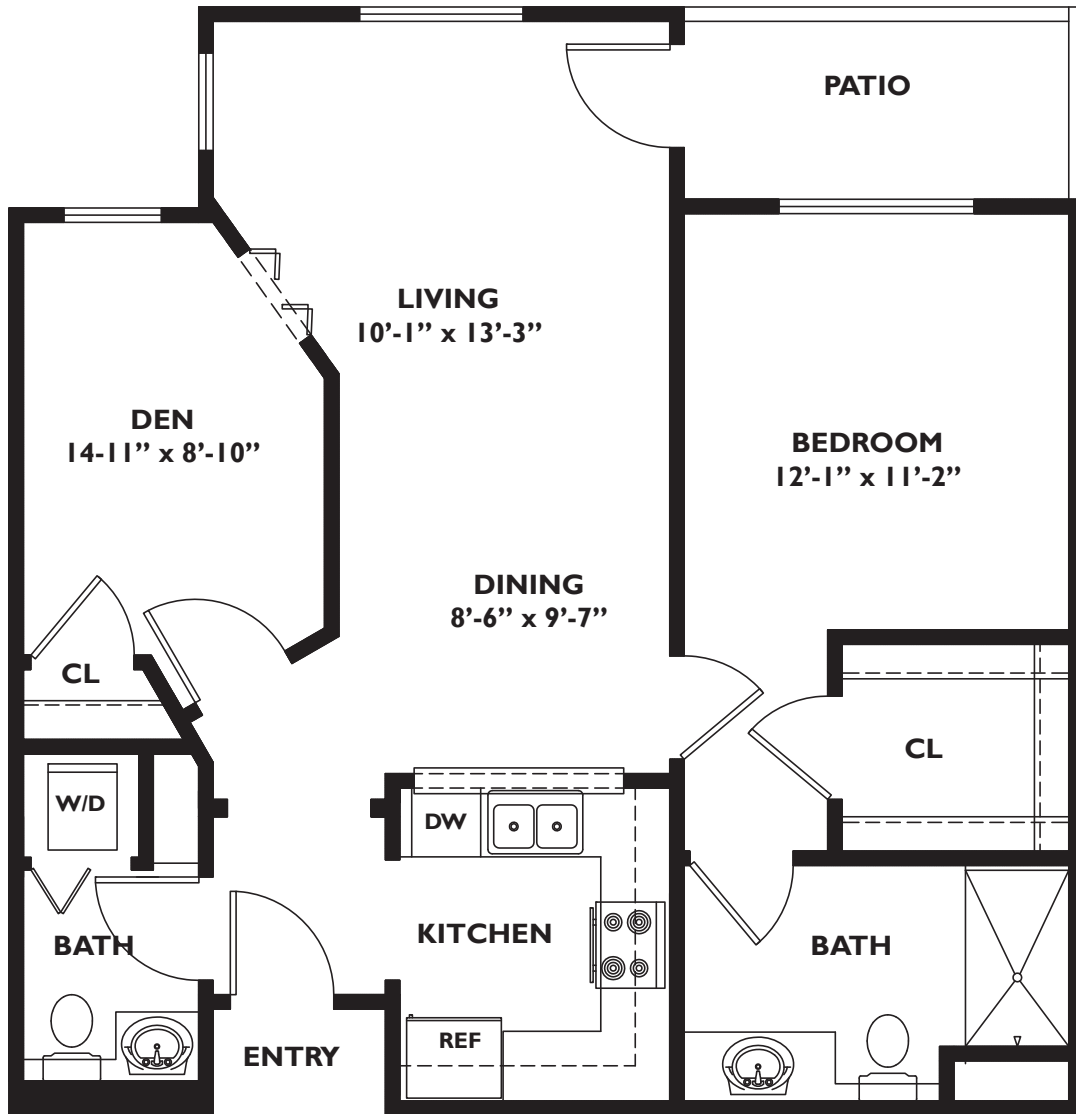 PATIO
LIVING
10’-1” x 13’-3”
DEN
14-11” x 8’-10”
BEDROOM
12’-1” x 11’-2”
DINING
8’-6” x 9’-7”
CL
CL
W/D
DW
KITCHEN
BATH
BATH
REF
ENTRY